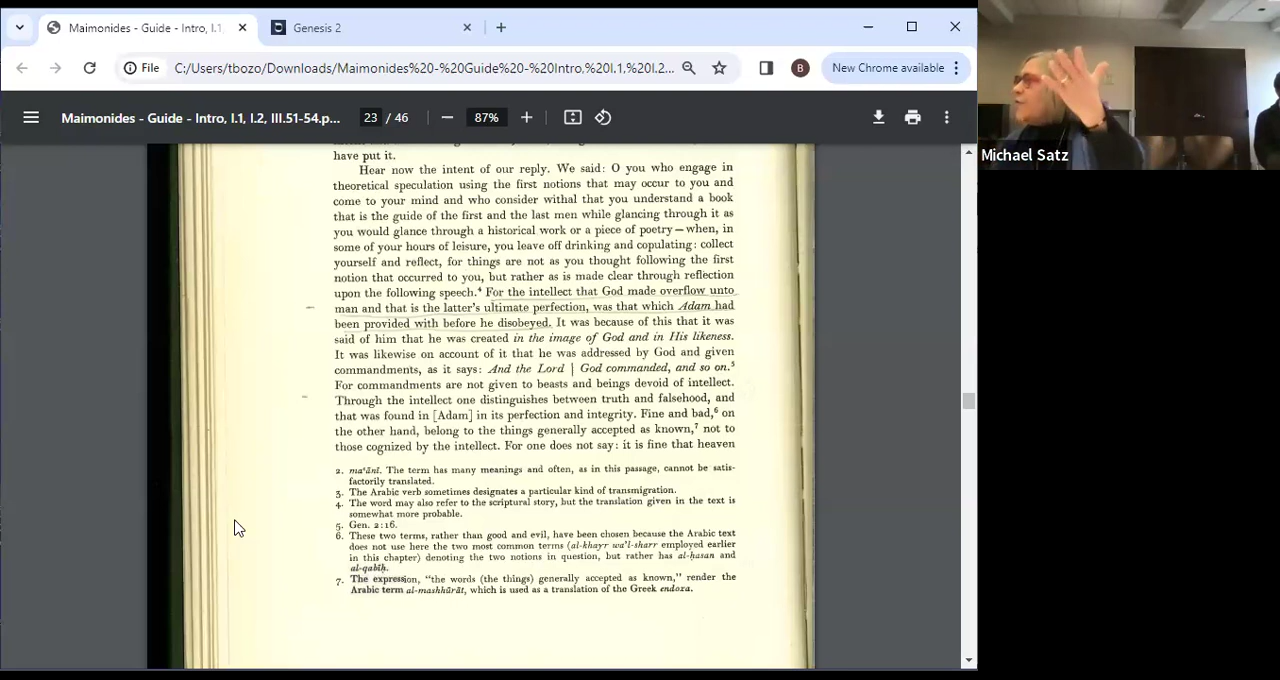 Maimonides - Guide - Intro, I.1,
Genesis 2
File
C:/Users/tbozo/Downloads/Maimonides%20-%20Guide%20-%20Intro,%20I.1,%20I.2...
B
New Chrome available
Maimonides - Guide - Intro, I.1, I.2, III.51-54.p...
23 / 46
87%
have put it.
Hear now the intent of our reply. We said: O you who engage in
theoretical speculation using the first notions that may occur to you and
come to your mind and who consider withal that you understand a book
that is the guide of the first and the last men while glancing through it as
you would glance through a historical work or a piece of poetry—when, in
some of your hours of leisure, you leave off drinking and copulating: collect
yourself and reflect, for things are not as you thought following the first
notion that occurred to you, but rather as is made clear through reflection
upon the following speech.⁴ For the intellect that God made overflow unto
man and that is the latter's ultimate perfection, was that which Adam had
been provided with before he disobeyed. It was because of this that it was
said of him that he was created in the image of God and in His likeness.
It was likewise on account of it that he was addressed by God and given
commandments, as it says: And the Lord | God commanded, and so on.⁵
For commandments are not given to beasts and beings devoid of intellect.
Through the intellect one distinguishes between truth and falsehood, and
that was found in [Adam] in its perfection and integrity. Fine and bad,⁶ on
the other hand, belong to the things generally accepted as known,⁷ not to
those cognized by the intellect. For one does not say: it is fine that heaven
2. maʿānī. The term has many meanings and often, as in this passage, cannot be satis-
factorily translated.
3. The Arabic verb sometimes designates a particular kind of transmigration.
4. The word may also refer to the scriptural story, but the translation given in the text is
somewhat more probable.
5. Gen. 2:16.
6. These two terms, rather than good and evil, have been chosen because the Arabic text
does not use here the two most common terms (al-khayr wa'l-sharr employed earlier
in this chapter) denoting the two notions in question, but rather has al-ḥasan and
al-qabīḥ.
7. The expression, "the words (the things) generally accepted as known," render the
Arabic term al-mashhūrāt, which is used as a translation of the Greek endoxa.
Michael Satz